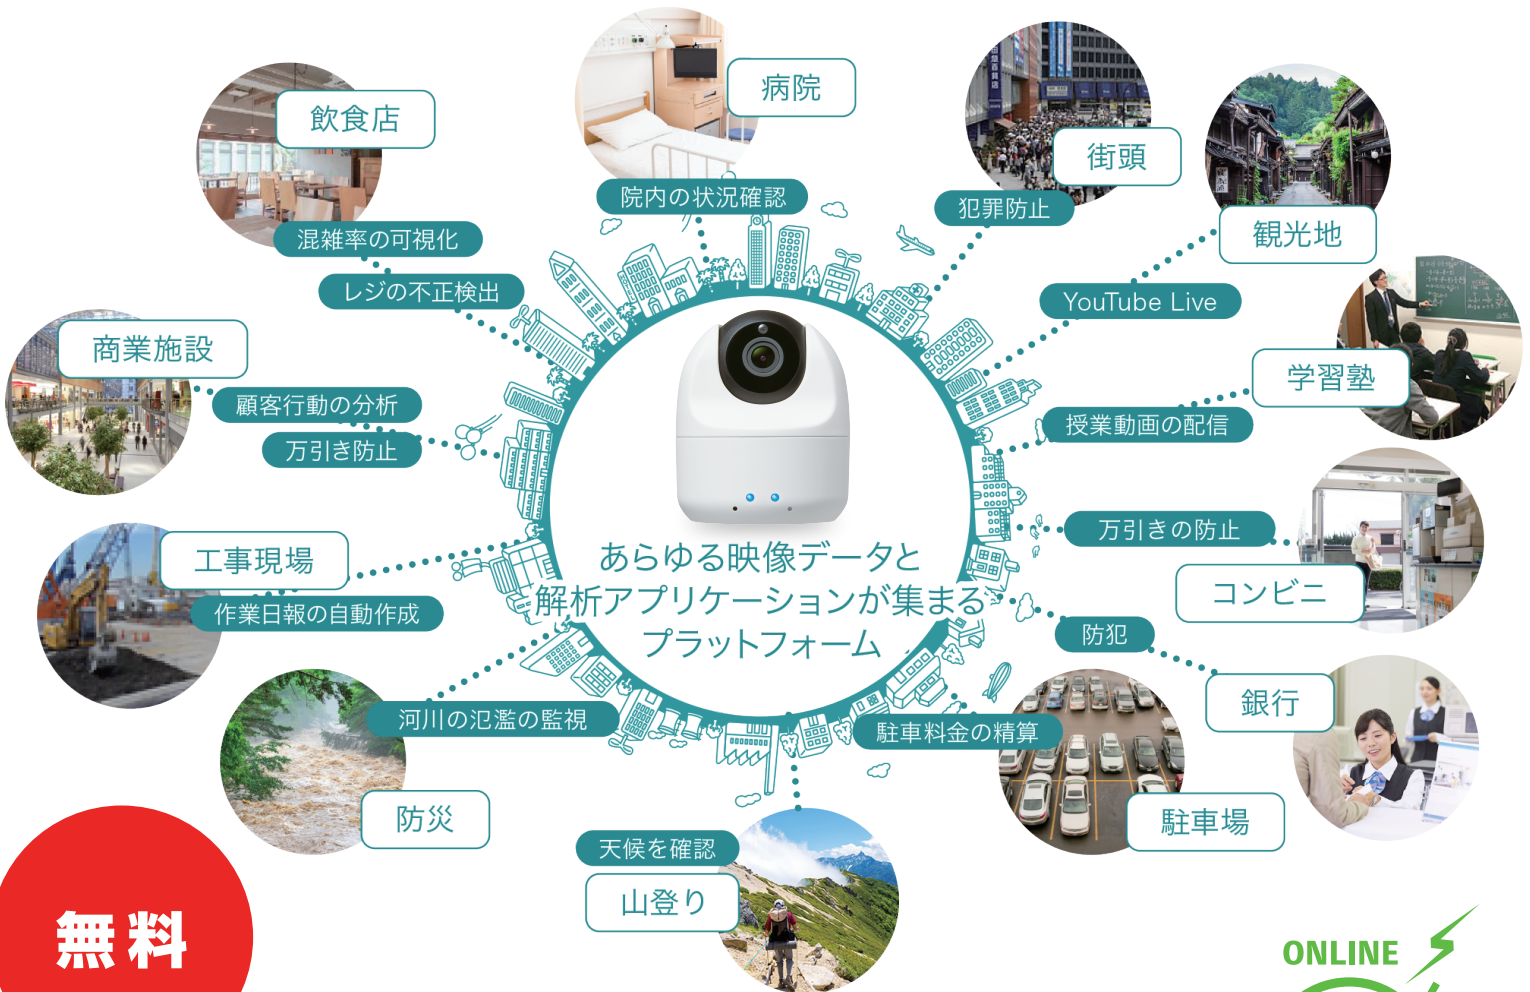 病院
院内の状況確認
街頭
犯罪防止
観光地
YouTube Live
飲食店
混雑率の可視化
レジの不正検出
商業施設
顧客行動の分析
万引き防止
学習塾
授業動画の配信
万引きの防止
コンビニ
工事現場
作業日報の自動作成
あらゆる映像データと
解析アプリケーションが集まる
プラットフォーム
防犯
銀行
河川の氾濫の監視
防災
駐車料金の精算
駐車場
天候を確認
山登り
無料
ONLINE